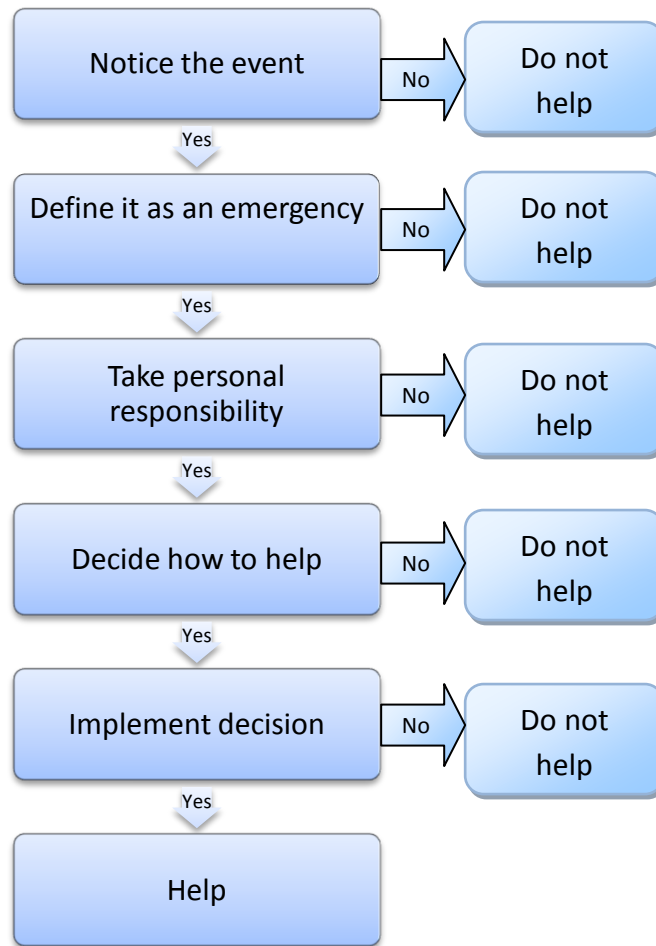 Notice the event
No
Do not
help
Yes
Define it as an emergency
No
Do not
help
Yes
Take personal
responsibility
No
Do not
help
Yes
Decide how to help
No
Do not
help
Yes
Implement decision
No
Do not
help
Yes
Help